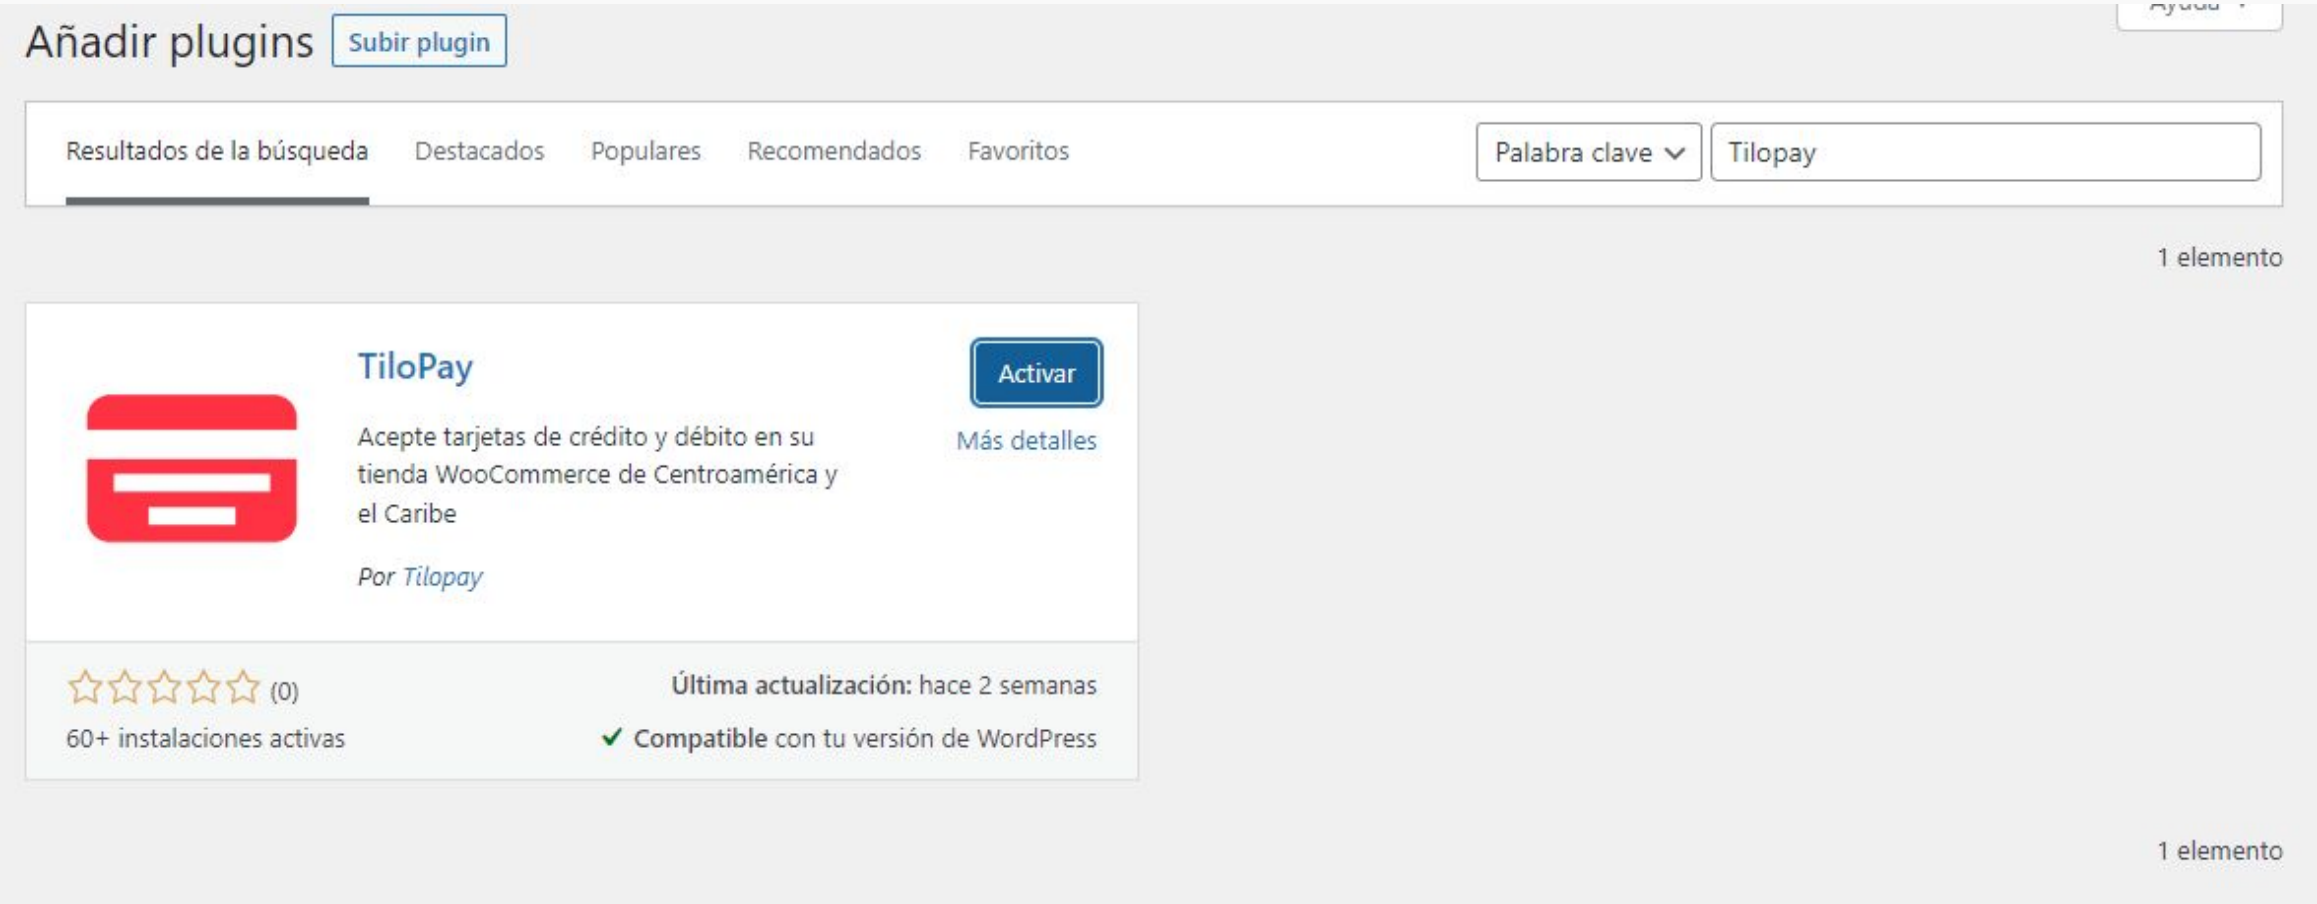 Añadir plugins Subir plugin
Resultados de la búsqueda Destacados Populares Recomendados Favoritos Palabra clave Tilopay
1 elemento
TiloPay
Activar
Acepte tarjetas de crédito y débito en su
tienda WooCommerce de Centroamérica y
el Caribe
Más detalles
Por Tilopay
(0)
60+ instalaciones activas
Última actualización: hace 2 semanas
Compatible con tu versión de WordPress
1 elemento